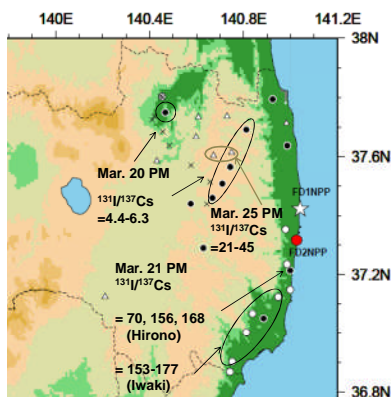 140E 140.4E 140.8E 141.2E
38N
37.6N
37.2N
36.8N
Mar. 20 PM
131I/137Cs
=4.4-6.3
FD1NPP
Mar. 25 PM
131I/137Cs
=21-45
FD2NPP
Mar. 21 PM
131I/137Cs
= 70, 156, 168
(Hirono)
= 153-177
(Iwaki)